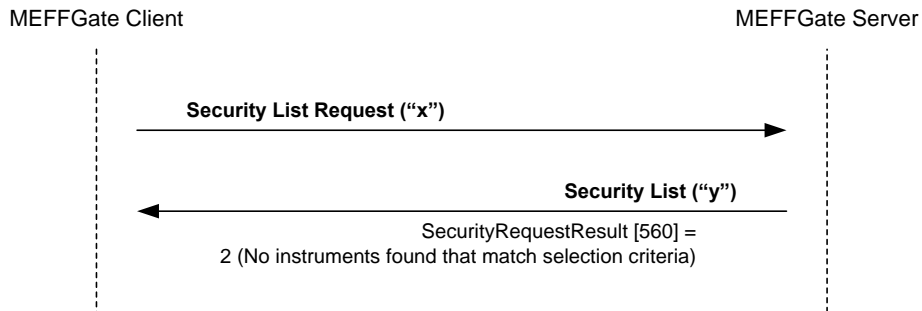 MEFFGate Client
MEFFGate Server
Security List Request (“x”)
Security List (“y”)
SecurityRequestResult [560] =
2 (No instruments found that match selection criteria)